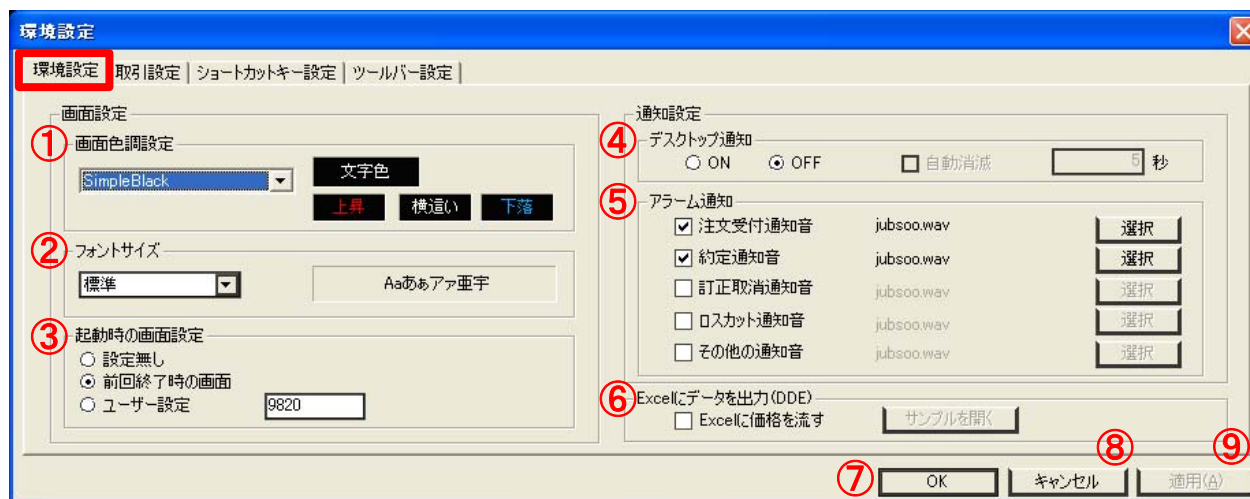 環境設定
環境設定 取引設定 ショートカットキー設定 ツールバー設定
画面設定
① 画面色調設定
SimpleBlack
文字色
上昇 横這い 下落
② フォントサイズ
標準 Aaあぁアァ亜宇
③ 起動時の画面設定
設定無し
前回終了時の画面
ユーザー設定 9820
通知設定
④ デスクトップ通知
ON OFF 自動消滅 5 秒
⑤ アラーム通知
注文受付通知音 jubsoo.wav 選択
約定通知音 jubsoo.wav 選択
訂正取消通知音 jubsoo.wav 選択
ロスカット通知音 jubsoo.wav 選択
その他の通知音 jubsoo.wav 選択
⑥ Excelにデータを出力(DDE)
Excelに価格を流す サンプルを開く
⑦ OK ⑧ キャンセル ⑨ 適用(A)